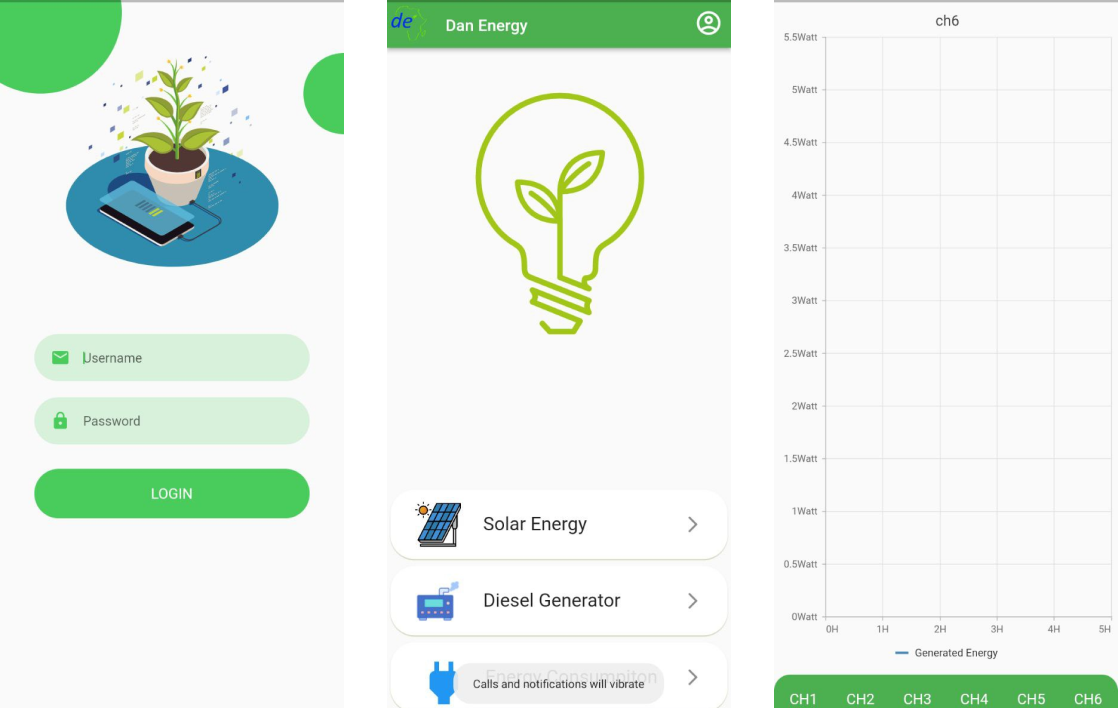 Username
Password
LOGIN
de
Dan Energy
Solar Energy
Diesel Generator
Energy Consumpiton
Calls and notifications will vibrate
ch6
5.5Watt
5Watt
4.5Watt
4Watt
3.5Watt
3Watt
2.5Watt
2Watt
1.5Watt
1Watt
0.5Watt
0Watt
0H 1H 2H 3H 4H 5H
Generated Energy
CH1 CH2 CH3 CH4 CH5 CH6